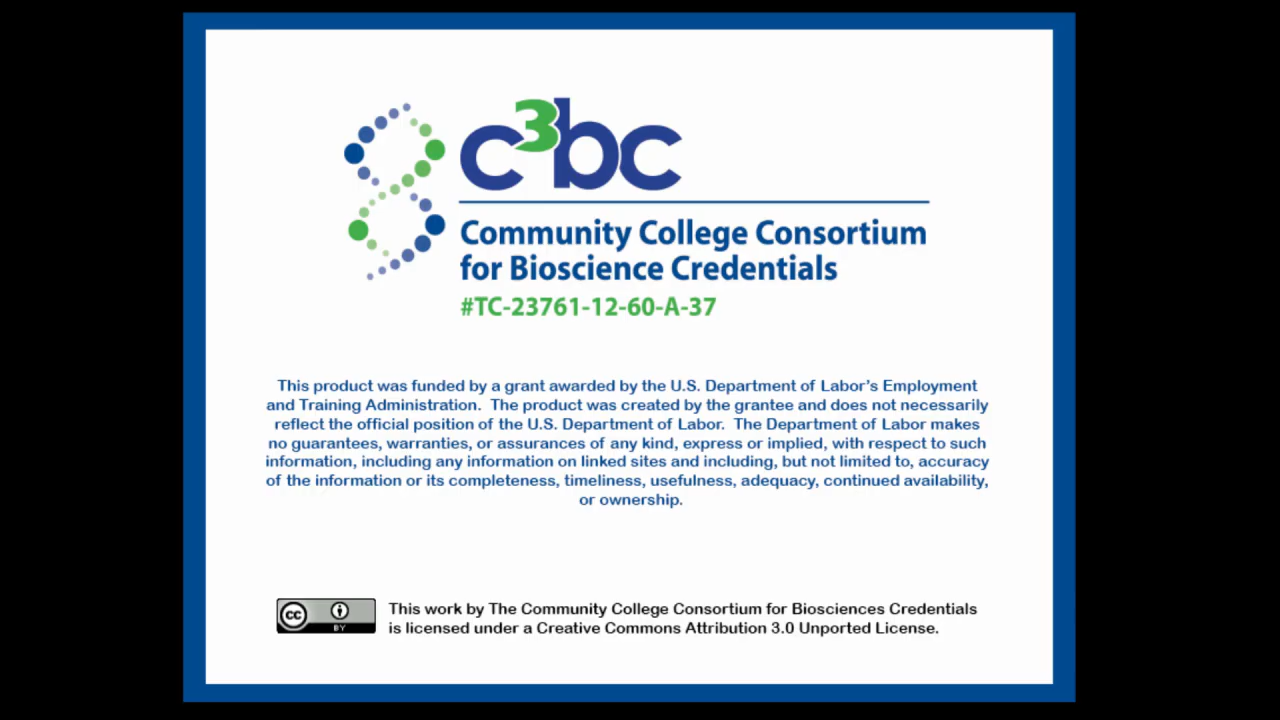 c3bc
Community College Consortium
for Bioscience Credentials
#TC-23761-12-60-A-37
This product was funded by a grant awarded by the U.S. Department of Labor's Employment
and Training Administration. The product was created by the grantee and does not necessarily
reflect the official position of the U.S. Department of Labor. The Department of Labor makes
no guarantees, warranties, or assurances of any kind, express or implied, with respect to such
information, including any information on linked sites and including, but not limited to, accuracy
of the information or its completeness, timeliness, usefulness, adequacy, continued availability,
or ownership.
cc BY
This work by The Community College Consortium for Biosciences Credentials
is licensed under a Creative Commons Attribution 3.0 Unported License.